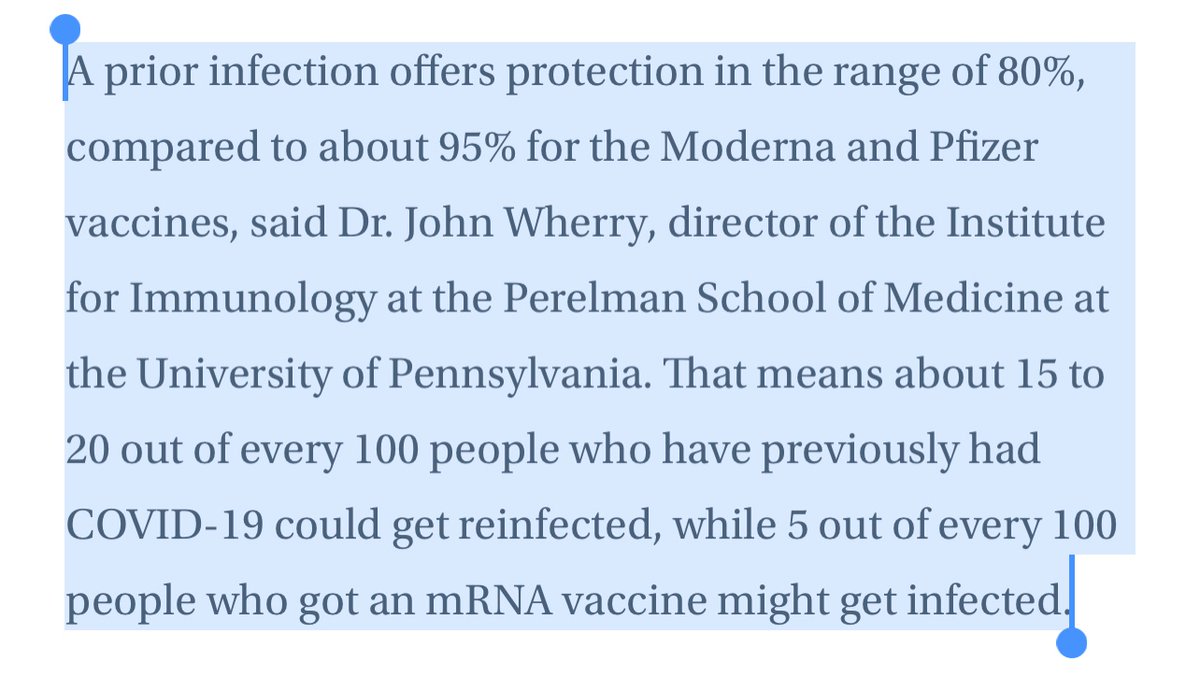 A prior infection offers protection in the range of 80%,
compared to about 95% for the Moderna and Pfizer
vaccines, said Dr. John Wherry, director of the Institute
for Immunology at the Perelman School of Medicine at
the University of Pennsylvania. That means about 15 to
20 out of every 100 people who have previously had
COVID-19 could get reinfected, while 5 out of every 100
people who got an mRNA vaccine might get infected.